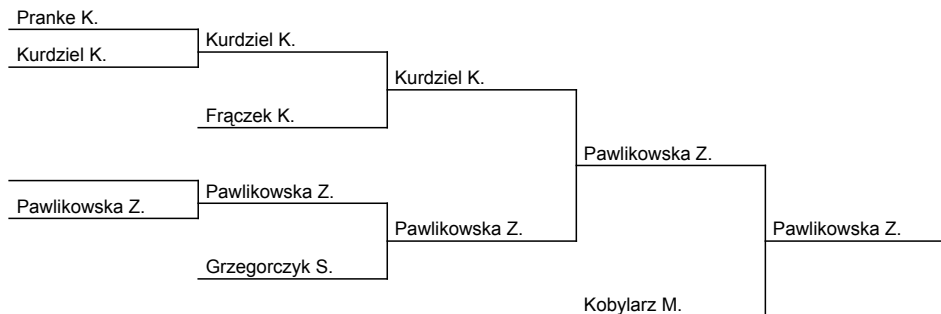 Pranke K.
Kurdziel K.
Kurdziel K.
Kurdziel K.
Frączek K.
Pawlikowska Z.
Pawlikowska Z.
Pawlikowska Z.
Pawlikowska Z.
Pawlikowska Z.
Grzegorczyk S.
Kobylarz M.